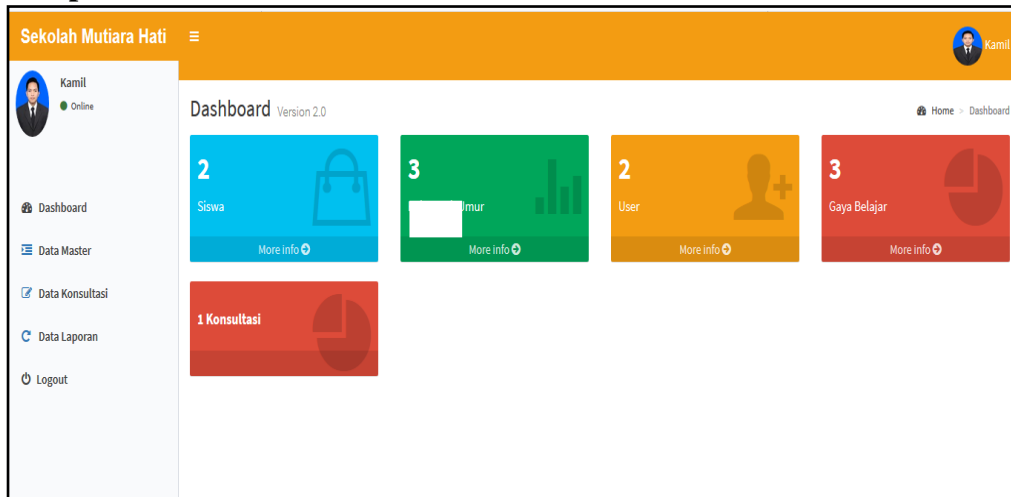 Sekolah Mutiara Hati
Kamil
Kamil
Online
Dashboard Version 2.0
Home > Dashboard
2
Siswa
More info
3
Umur
More info
2
User
More info
3
Gaya Belajar
More info
1 Konsultasi
Dashboard
Data Master
Data Konsultasi
Data Laporan
Logout